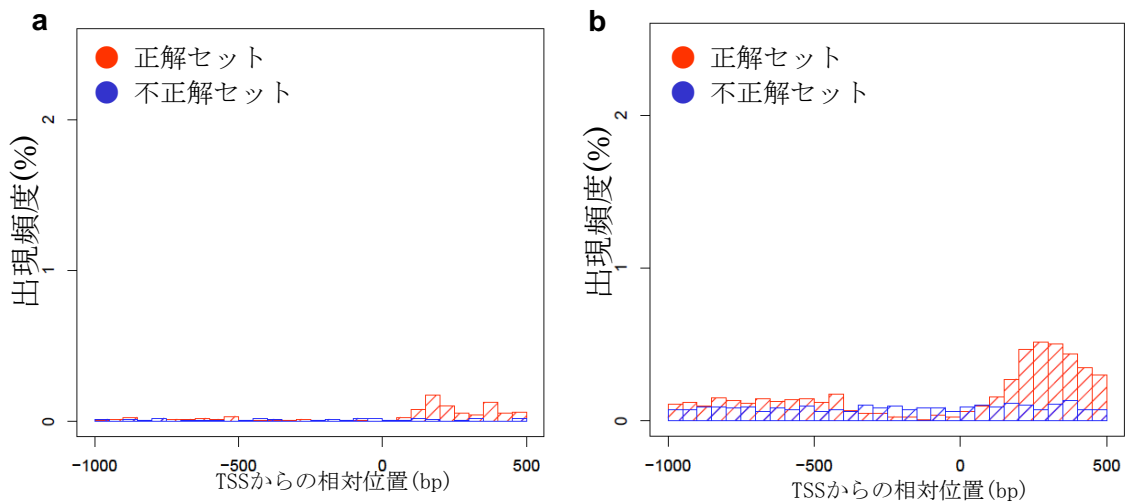 a
正解セット
不正解セット
出現頻度(%)
2
1
0
-1000
-500
0
500
TSSからの相対位置(bp)
b
正解セット
不正解セット
出現頻度(%)
2
1
0
-1000
-500
0
500
TSSからの相対位置(bp)